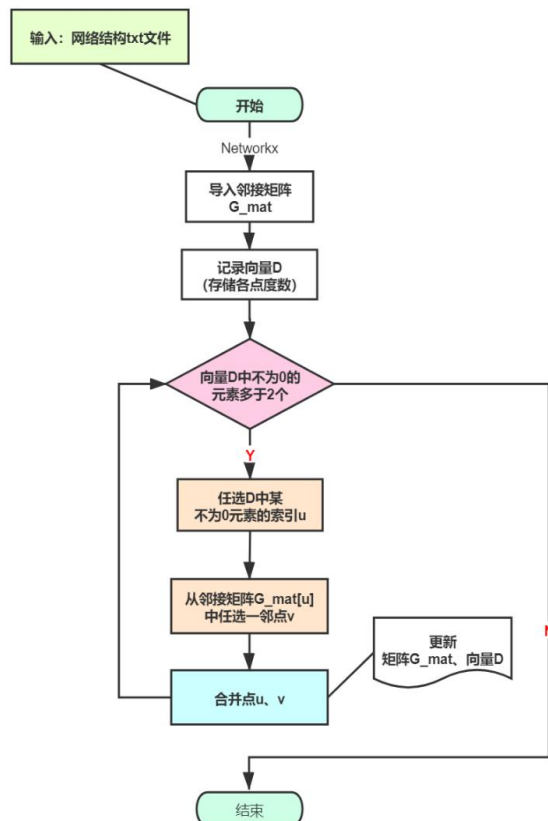 输入：网络结构txt文件
开始
Networkx
导入邻接矩阵
G_mat
记录向量D
（存储各点度数）
向量D中不为0的
元素多于2个
Y
任选D中某
不为0元素的索引u
从邻接矩阵G_mat[u]
中任选一邻点v
更新
矩阵G_mat、向量D
合并点u、v
结束